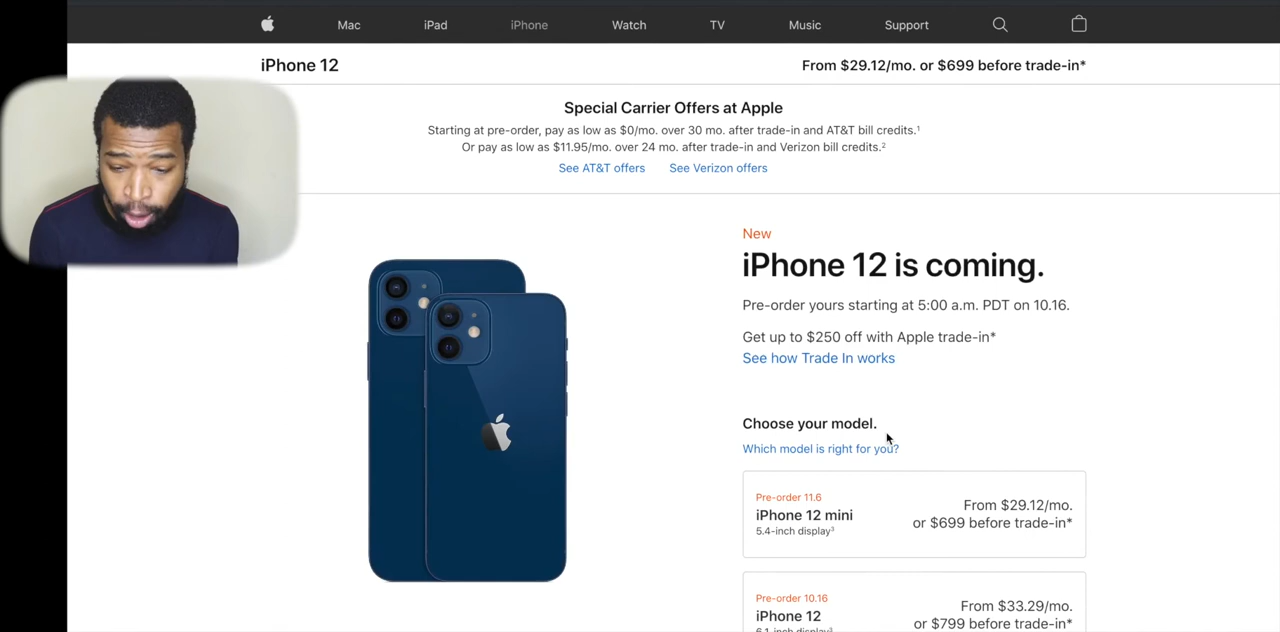 Mac iPad iPhone Watch TV Music Support
iPhone 12
From $29.12/mo. or $699 before trade-in*
Special Carrier Offers at Apple
Starting at pre-order, pay as low as $0/mo. over 30 mo. after trade-in and AT&T bill credits.¹
Or pay as low as $11.95/mo. over 24 mo. after trade-in and Verizon bill credits.²
See AT&T offers See Verizon offers
New
iPhone 12 is coming.
Pre-order yours starting at 5:00 a.m. PDT on 10.16.
Get up to $250 off with Apple trade-in*
See how Trade In works
Choose your model.
Which model is right for you?
Pre-order 11.6
iPhone 12 mini
5.4-inch display³
From $29.12/mo.
or $699 before trade-in*
Pre-order 10.16
iPhone 12
6.1-inch display³
From $33.29/mo.
or $799 before trade-in*